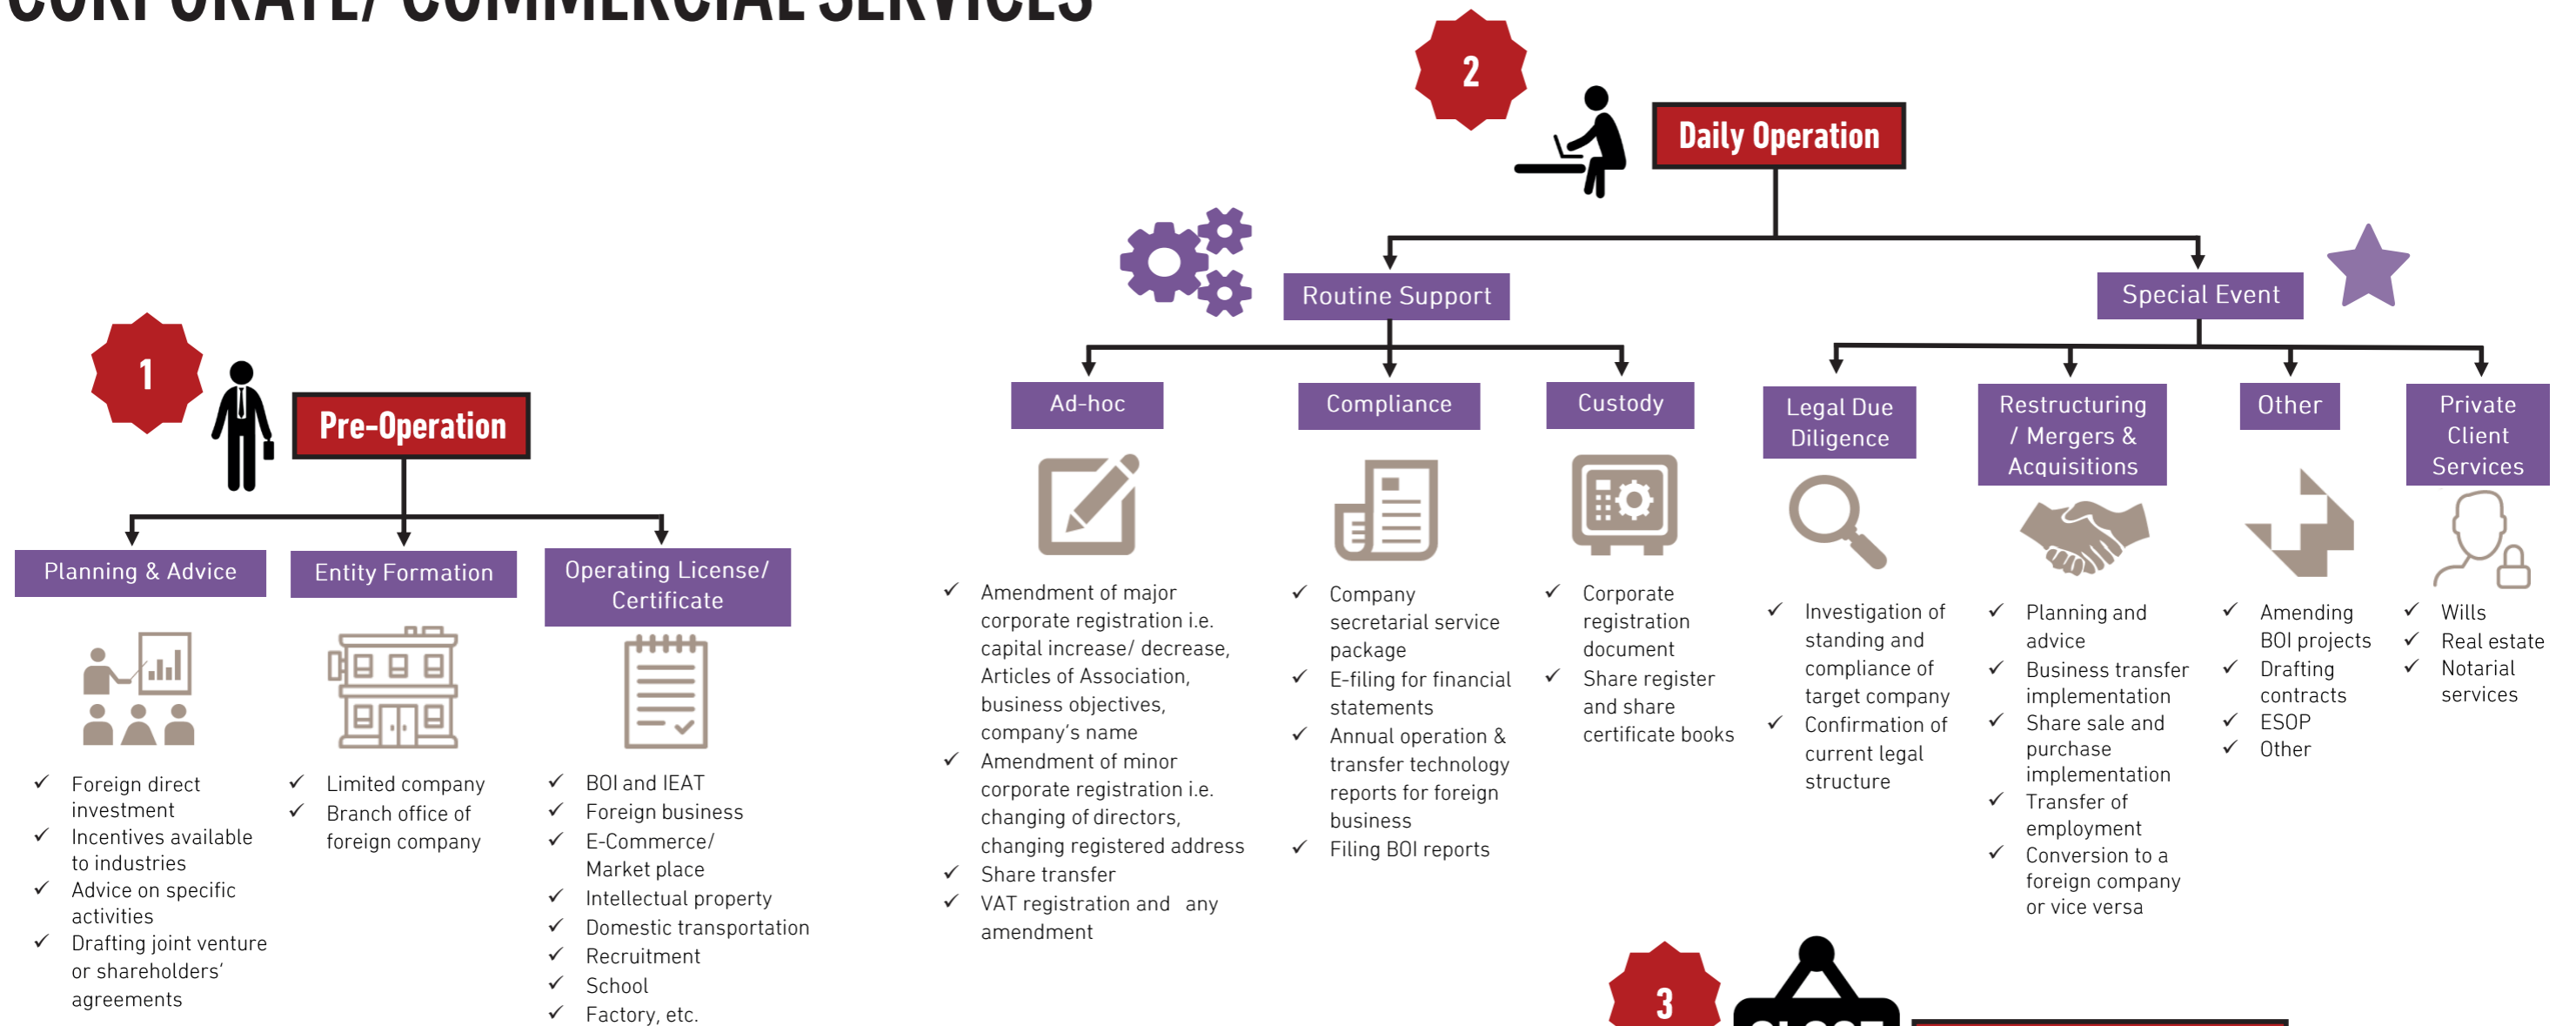 CORPORATE/ COMMERCIAL SERVICES
1
Pre-Operation
Planning & Advice
✓ Foreign direct
investment
✓ Incentives available
to industries
✓ Advice on specific
activities
✓ Drafting joint venture
or shareholders'
agreements
Entity Formation
✓ Limited company
✓ Branch office of
foreign company
Operating License/
Certificate
✓ BOI and IEAT
✓ Foreign business
✓ E-Commerce/
Market place
✓ Intellectual property
✓ Domestic transportation
✓ Recruitment
✓ School
✓ Factory, etc.
2
Daily Operation
Routine Support
Ad-hoc
✓ Amendment of major
corporate registration i.e.
capital increase/ decrease,
Articles of Association,
business objectives,
company's name
✓ Amendment of minor
corporate registration i.e.
changing of directors,
changing registered address
✓ Share transfer
✓ VAT registration and any
amendment
Compliance
✓ Company
secretarial service
package
✓ E-filing for financial
statements
✓ Annual operation &
transfer technology
reports for foreign
business
✓ Filing BOI reports
Custody
✓ Corporate
registration
document
✓ Share register
and share
certificate books
Special Event
Legal Due
Diligence
✓ Investigation of
standing and
compliance of
target company
✓ Confirmation of
current legal
structure
Restructuring
/ Mergers &
Acquisitions
✓ Planning and
advice
✓ Business transfer
implementation
✓ Share sale and
purchase
implementation
✓ Transfer of
employment
✓ Conversion to a
foreign company
or vice versa
Other
✓ Amending
BOI projects
✓ Drafting
contracts
✓ ESOP
✓ Other
Private
Client
Services
✓ Wills
✓ Real estate
✓ Notarial
services
3